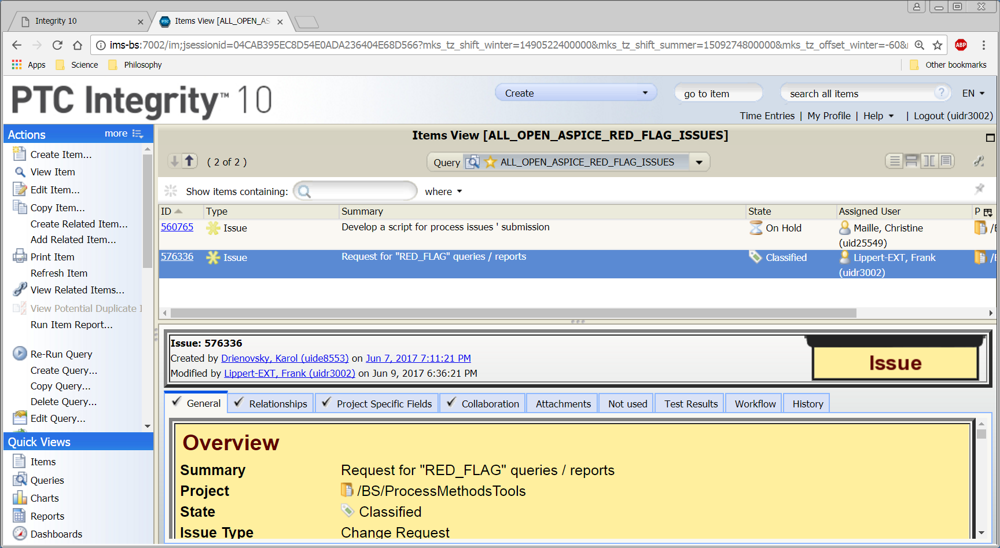 Integrity 10
Items View [ALL_OPEN_AS
PTC
ims-bs:7002/im;jsessionid=04CAB395EC8D54E0ADA236404E68D566?mks_tz_shift_winter=1490522400000&mks_tz_shift_summer=1509274800000&mks_tz_offset_winter=-60&
ABP
Apps Science Philosophy Other bookmarks
PTC Integrity™ 10
Create go to item search all items ? EN
Time Entries | My Profile | Help | Logout (uidr3002)
Actions more
Create Item...
View Item
Edit Item...
Copy Item...
Create Related Item...
Add Related Item...
Print Item
Refresh Item
View Related Items...
View Potential Duplicate I
Run Item Report...
Re-Run Query
Create Query...
Copy Query...
Delete Query...
Edit Query...
Quick Views
Items
Queries
Charts
Reports
Dashboards
Items View [ALL_OPEN_ASPICE_RED_FLAG_ISSUES]
( 2 of 2 ) Query ALL_OPEN_ASPICE_RED_FLAG_ISSUES
Show items containing: where
ID Type Summary State Assigned User P
560765 Issue Develop a script for process issues ' submission On Hold Maille, Christine (uid25549)
576336 Issue Request for "RED_FLAG" queries / reports Classified Lippert-EXT, Frank (uidr3002)
Issue: 576336
Created by Drienovsky, Karol (uide8553) on Jun 7, 2017 7:11:21 PM
Modified by Lippert-EXT, Frank (uidr3002) on Jun 9, 2017 6:36:21 PM
Issue
General Relationships Project Specific Fields Collaboration Attachments Not used Test Results Workflow History
Overview
Summary Request for "RED_FLAG" queries / reports
Project /BS/ProcessMethodsTools
State Classified
Issue Type Change Request